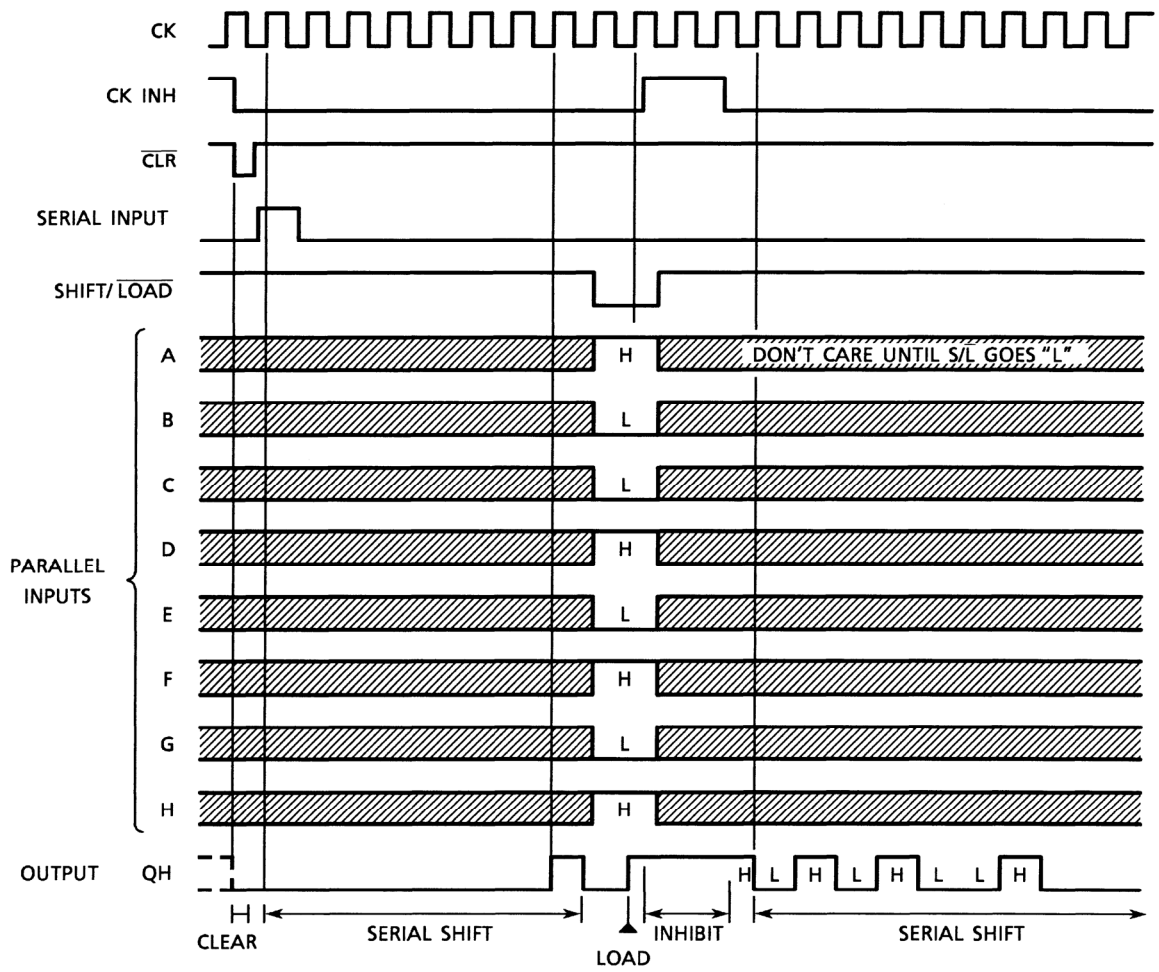 CK
CK INH
CLR
SERIAL INPUT
SHIFT/LOAD
A H DON'T CARE UNTIL S/L GOES "L"
B L
C L
D H
PARALLEL
INPUTS
E L
F H
G L
H H
OUTPUT QH H L H L H L L H
CLEAR SERIAL SHIFT LOAD INHIBIT SERIAL SHIFT